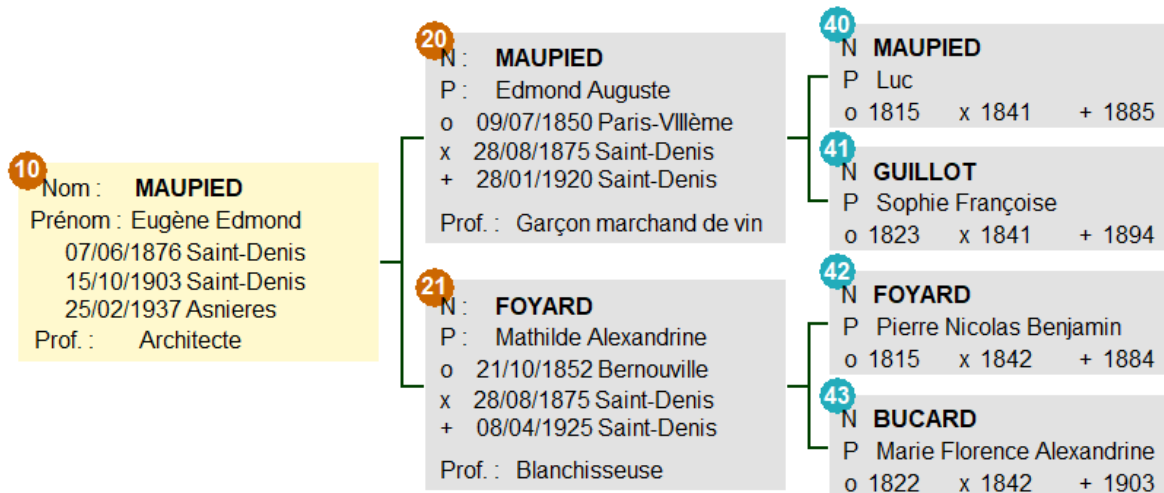 10
Nom : MAUPIED
Prénom : Eugène Edmond
07/06/1876 Saint-Denis
15/10/1903 Saint-Denis
25/02/1937 Asnieres
Prof. : Architecte
20
N : MAUPIED
P : Edmond Auguste
o 09/07/1850 Paris-VIIIème
x 28/08/1875 Saint-Denis
+ 28/01/1920 Saint-Denis
Prof. : Garçon marchand de vin
21
N : FOYARD
P : Mathilde Alexandrine
o 21/10/1852 Bernouville
x 28/08/1875 Saint-Denis
+ 08/04/1925 Saint-Denis
Prof. : Blanchisseuse
40
N MAUPIED
P Luc
o 1815 x 1841 + 1885
41
N GUILLOT
P Sophie Françoise
o 1823 x 1841 + 1894
42
N FOYARD
P Pierre Nicolas Benjamin
o 1815 x 1842 + 1884
43
N BUCARD
P Marie Florence Alexandrine
o 1822 x 1842 + 1903